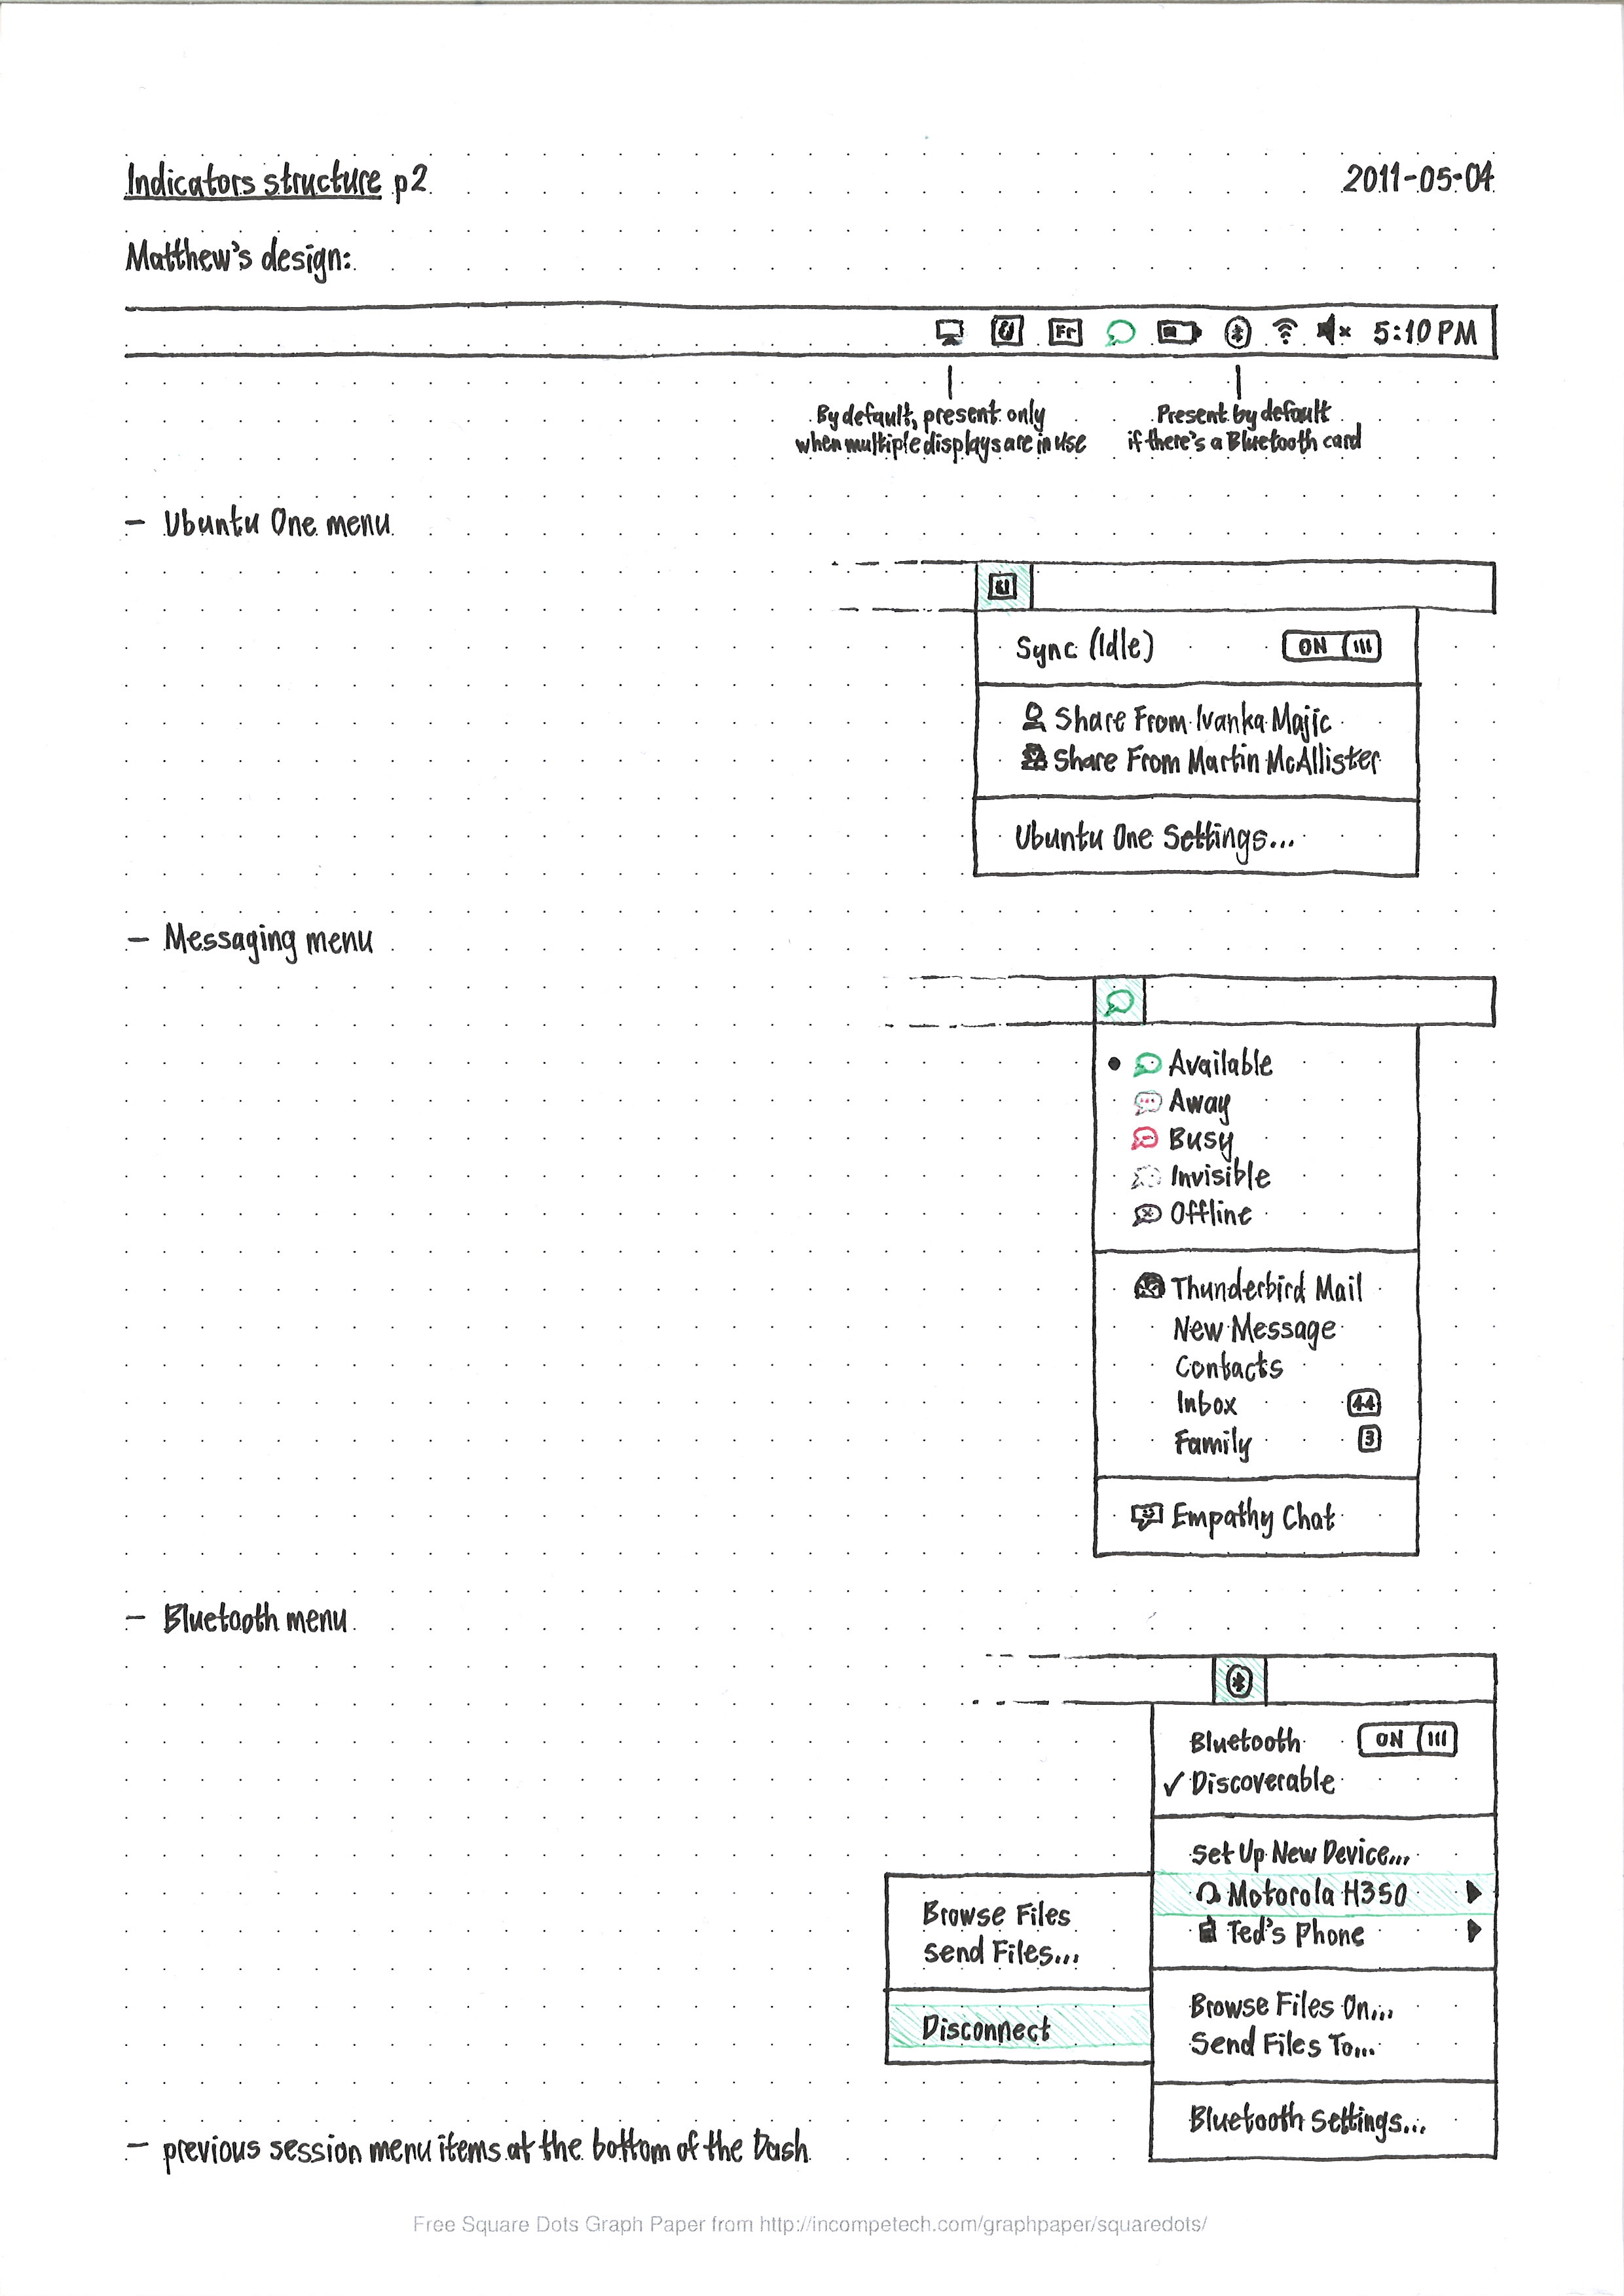 Indicators structure p2
2011-05-04
Matthew's design:
Fr
5:10 PM
By default, present only
when multiple displays are in use
Present by default
if there's a Bluetooth card
— Ubuntu One menu
Sync (Idle) ON
Share From Ivanka Majic
Share From Martin McAllister
Ubuntu One Settings...
— Messaging menu
Available
Away
Busy
Invisible
Offline
Thunderbird Mail
New Message
Contacts
Inbox 44
Family 3
Empathy Chat
— Bluetooth menu
Bluetooth ON
✓ Discoverable
Set Up New Device...
Motorola H350
Ted's Phone
Browse Files
Send Files...
Disconnect
Browse Files On...
Send Files To...
Bluetooth Settings...
— previous session menu items at the bottom of the Dash
Free Square Dots Graph Paper from http://incompetech.com/graphpaper/squaredots/